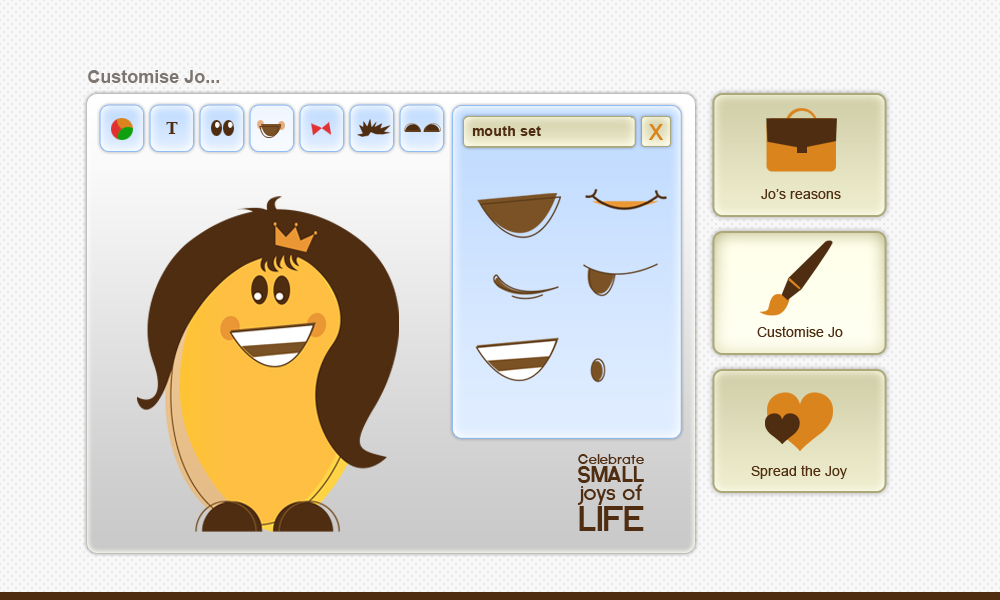 Customise Jo...
T
mouth set
X
Jo's reasons
Customise Jo
Spread the Joy
Celebrate
SMALL
joys of
LIFE